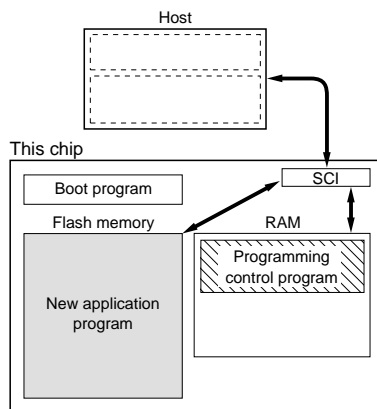 Host
This chip
SCI
Boot program
Flash memory
RAM
Programming
control program
New application
program